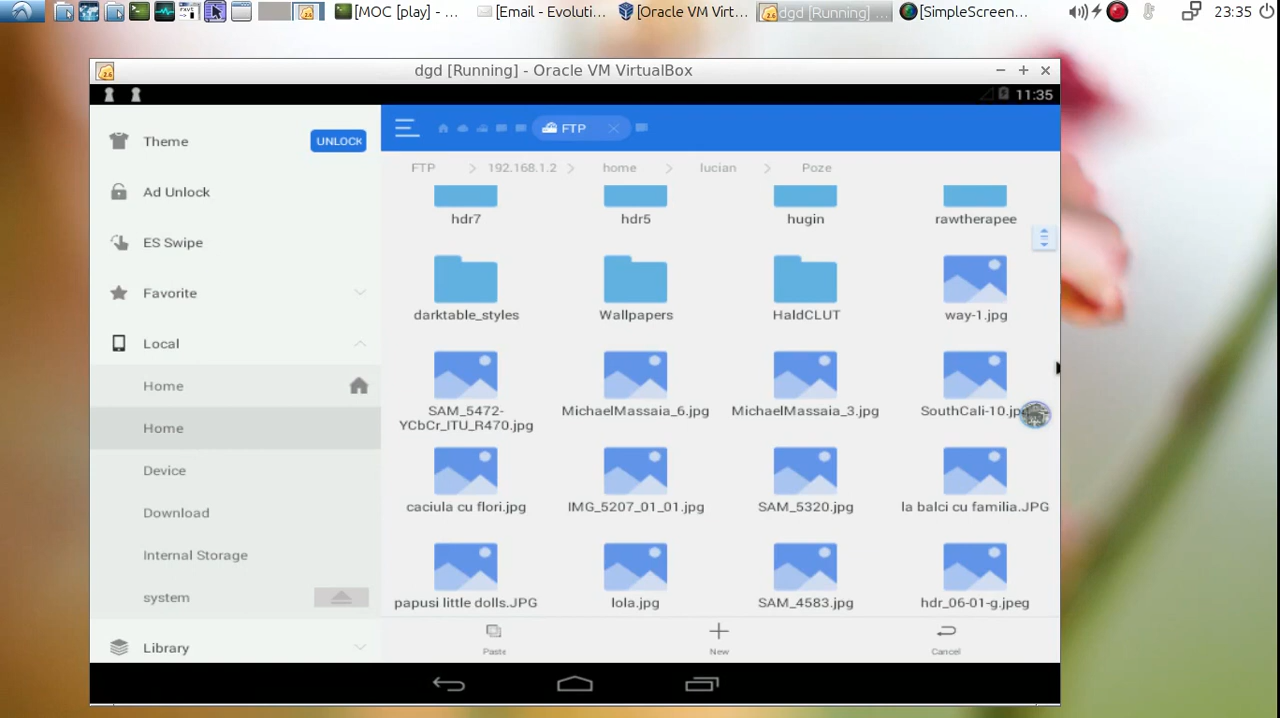 [MOC [play] - ...
[Email - Evoluti...
[Oracle VM Virt...
dgd [Running] ...
[SimpleScreen...
23:35
dgd [Running] - Oracle VM VirtualBox
11:35
Theme
UNLOCK
Ad Unlock
ES Swipe
Favorite
Local
Home
Home
Device
Download
Internal Storage
system
Library
FTP
FTP
192.168.1.2
home
lucian
Poze
hdr7
hdr5
hugin
rawtherapee
darktable_styles
Wallpapers
HaldCLUT
way-1.jpg
SAM_5472-
YCbCr_ITU_R470.jpg
MichaelMassaia_6.jpg
MichaelMassaia_3.jpg
SouthCali-10.jpg
caciula cu flori.jpg
IMG_5207_01_01.jpg
SAM_5320.jpg
la balci cu familia.JPG
papusi little dolls.JPG
lola.jpg
SAM_4583.jpg
hdr_06-01-g.jpeg
Paste
New
Cancel